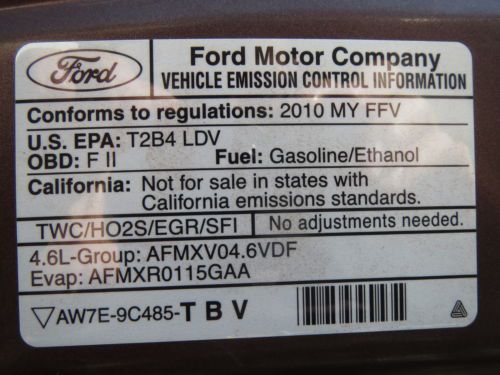 Ford
Ford Motor Company
VEHICLE EMISSION CONTROL INFORMATION
Conforms to regulations: 2010 MY FFV
U.S. EPA: T2B4 LDV
OBD: F II Fuel: Gasoline/Ethanol
California: Not for sale in states with
California emissions standards.
TWC/HO2S/EGR/SFI No adjustments needed.
4.6L-Group: AFMXV04.6VDF
Evap: AFMXR0115GAA
▽AW7E-9C485-T B V